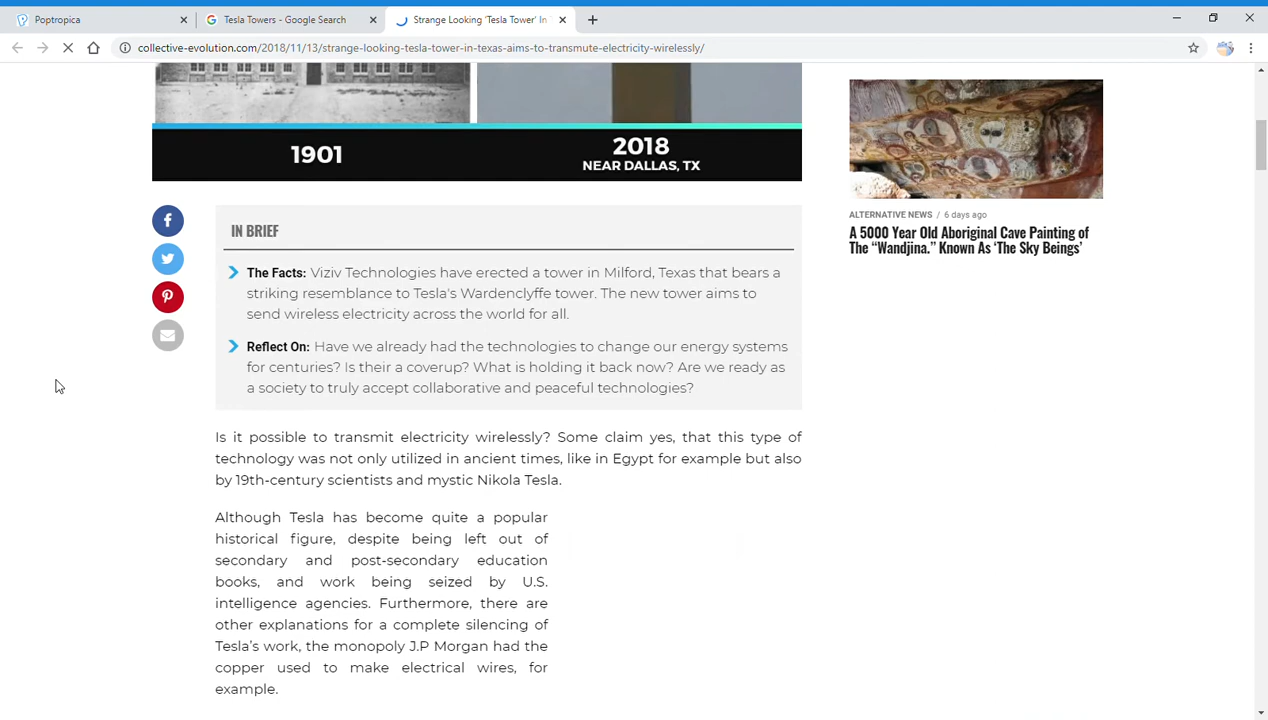 Poptropica
Tesla Towers - Google Search
Strange Looking 'Tesla Tower' In
collective-evolution.com/2018/11/13/strange-looking-tesla-tower-in-texas-aims-to-transmute-electricity-wirelessly/
1901
2018
NEAR DALLAS, TX
IN BRIEF
The Facts: Viziv Technologies have erected a tower in Milford, Texas that bears a
striking resemblance to Tesla's Wardenclyffe tower. The new tower aims to
send wireless electricity across the world for all.
Reflect On: Have we already had the technologies to change our energy systems
for centuries? Is their a coverup? What is holding it back now? Are we ready as
a society to truly accept collaborative and peaceful technologies?
Is it possible to transmit electricity wirelessly? Some claim yes, that this type of
technology was not only utilized in ancient times, like in Egypt for example but also
by 19th-century scientists and mystic Nikola Tesla.
Although Tesla has become quite a popular
historical figure, despite being left out of
secondary and post-secondary education
books, and work being seized by U.S.
intelligence agencies. Furthermore, there are
other explanations for a complete silencing of
Tesla's work, the monopoly J.P Morgan had the
copper used to make electrical wires, for
example.
ALTERNATIVE NEWS / 6 days ago
A 5000 Year Old Aboriginal Cave Painting of
The “Wandjina.” Known As ‘The Sky Beings’